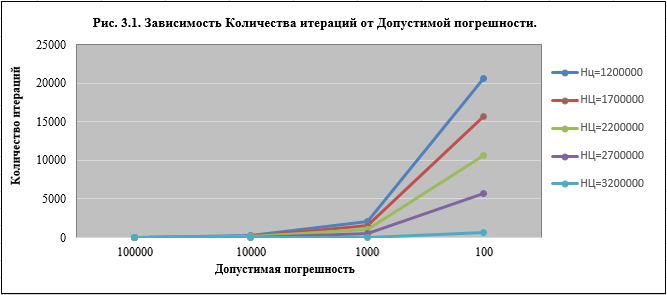 Рис. 3.1. Зависимость Количества итераций от Допустимой погрешности.
25000
20000
15000
10000
5000
0
Количество итераций
100000 10000 1000 100
Допустимая погрешность
Нц=1200000
НЦ=1700000
НЦ=2200000
НЦ=2700000
НЦ=3200000